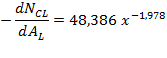 − dN_CL / dA_L = 48,386 x^−1,978